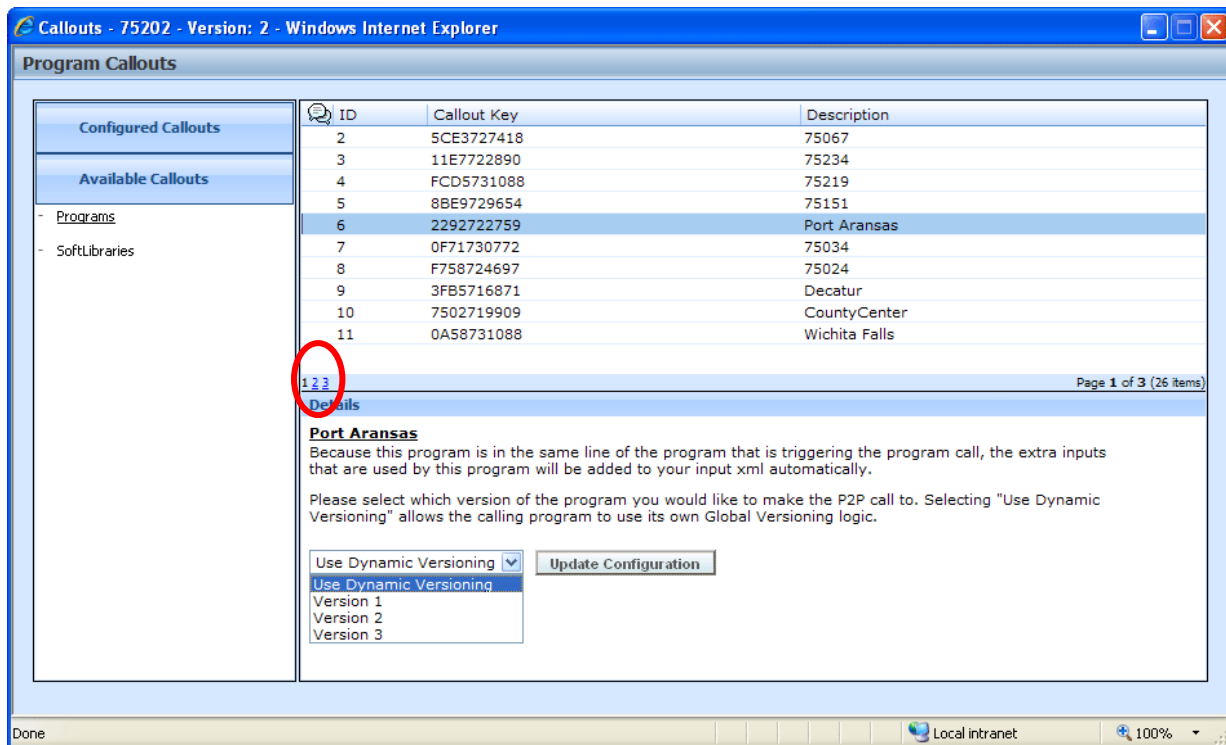 Callouts - 75202 - Version: 2 - Windows Internet Explorer
Program Callouts
Configured Callouts
Available Callouts
- Programs
- SoftLibraries
ID Callout Key Description
2 5CE3727418 75067
3 11E7722890 75234
4 FCD5731088 75219
5 8BE9729654 75151
6 2292722759 Port Aransas
7 0F71730772 75034
8 F758724697 75024
9 3FB5716871 Decatur
10 7502719909 CountyCenter
11 0A58731088 Wichita Falls
1 2 3 Page 1 of 3 (26 items)
Details
Port Aransas
Because this program is in the same line of the program that is triggering the program call, the extra inputs
that are used by this program will be added to your input xml automatically.
Please select which version of the program you would like to make the P2P call to. Selecting "Use Dynamic
Versioning" allows the calling program to use its own Global Versioning logic.
Use Dynamic Versioning Update Configuration
Use Dynamic Versioning
Version 1
Version 2
Version 3
Done Local intranet 100%